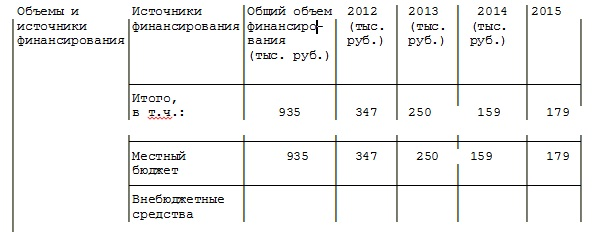 Объемы и Источники Общий объем 2012 2013 2014 2015
источники финансирования финансиро- (тыс. (тыс. (тыс.
финансирования вания руб.) руб.) руб.)
(тыс. руб.)
Итого,
в т.ч.: 935 347 250 159 179
Местный 935 347 250 159 179
бюджет
Внебюджетные
средства